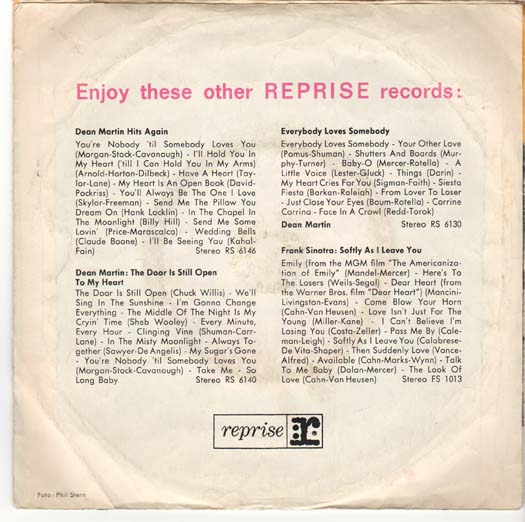 Enjoy these other REPRISE records:
Dean Martin Hits Again
You're Nobody 'til Somebody Loves You
(Morgan-Stock-Cavanaugh) - I'll Hold You In
My Heart ('till I Can Hold You In My Arms)
(Arnold-Horton-Dilbeck) - Have A Heart (Tay-
lor-Lane) - My Heart Is An Open Book (David-
Pockriss) - You'll Always Be The One I Love
(Skylar-Freeman) - Send Me The Pillow You
Dream On (Hank Locklin) - In The Chapel In
The Moonlight (Billy Hill) - Send Me Some
Lovin' (Price-Marascalco) - Wedding Bells
(Claude Boone) - I'll Be Seeing You (Kahal-
Fain) Stereo RS 6146
Dean Martin: The Door Is Still Open
To My Heart
The Door Is Still Open (Chuck Willis) - We'll
Sing In The Sunshine - I'm Gonna Change
Everything - The Middle Of The Night Is My
Cryin' Time (Sheb Wooley) - Every Minute,
Every Hour - Clinging Vine (Shuman-Carr-
Lane) - In The Misty Moonlight - Always To-
gether (Sawyer-De Angelis) - My Sugar's Gone
- You're Nobody 'til Somebody Loves You
(Morgan-Stock-Cavanaugh) - Take Me - So
Long Baby Stereo RS 6140
Everybody Loves Somebody
Everybody Loves Somebody - Your Other Love
(Pomus-Shuman) - Shutters And Boards (Mur-
phy-Turner) - Baby-O (Mercer-Rotella) - A
Little Voice (Lester-Gluck) - Things (Darin) -
My Heart Cries For You (Sigman-Faith) - Siesta
Fiesta (Barkan-Raleigh) - From Lover To Loser
- Just Close Your Eyes (Baum-Rotella) - Corrine
Corrina - Face In A Crowl (Redd-Torok)
Dean Martin Stereo RS 6130
Frank Sinatra: Softly As I Leave You
Emily (from the MGM film "The Americaniza-
tion of Emily" (Mandel-Mercer) - Here's To
The Losers (Weils-Segal) - Dear Heart (from
the Warner Bros. film "Dear Heart") (Mancini-
Livingston-Evans) - Come Blow Your Horn
(Cahn-Van Heusen) - Love Isn't Just For The
Young (Miller-Kane) - I Can't Believe I'm
Losing You (Costa-Zeller) - Pass Me By (Col-
eman-Leigh) - Softly As I Leave You (Calabrese-
De Vita-Shaper) - Then Suddenly Love (Vance-
Alfred) - Available (Cahn-Marks-Wynn) - Talk
To Me Baby (Dolan-Mercer) - The Look Of
Love (Cahn-Van Heusen) Stereo FS 1013
reprise r:
Foto: Phil Stern